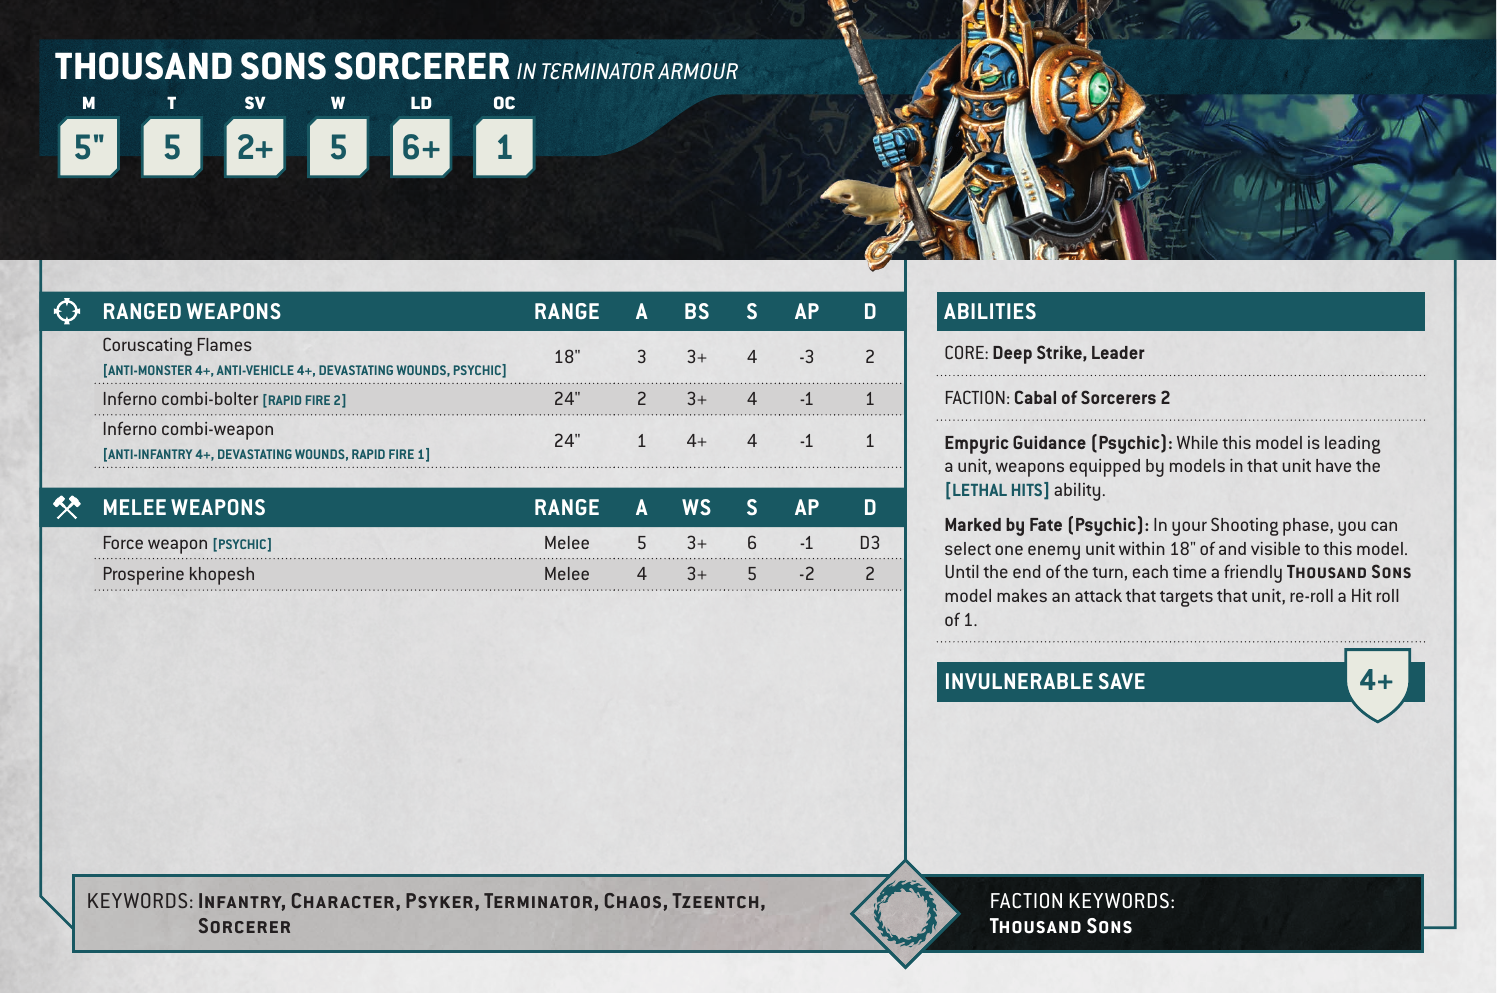 THOUSAND SONS SORCERER IN TERMINATOR ARMOUR
M T SV W LD OC
5" 5 2+ 5 6+ 1
RANGED WEAPONS RANGE A BS S AP D
Coruscating Flames
[ANTI-MONSTER 4+, ANTI-VEHICLE 4+, DEVASTATING WOUNDS, PSYCHIC] 18" 3 3+ 4 -3 2
Inferno combi-bolter [RAPID FIRE 2] 24" 2 3+ 4 -1 1
Inferno combi-weapon
[ANTI-INFANTRY 4+, DEVASTATING WOUNDS, RAPID FIRE 1] 24" 1 4+ 4 -1 1
MELEE WEAPONS RANGE A WS S AP D
Force weapon [PSYCHIC] Melee 5 3+ 6 -1 D3
Prosperine khopesh Melee 4 3+ 5 -2 2
ABILITIES
CORE: Deep Strike, Leader
FACTION: Cabal of Sorcerers 2
Empyric Guidance (Psychic): While this model is leading
a unit, weapons equipped by models in that unit have the
[LETHAL HITS] ability.
Marked by Fate (Psychic): In your Shooting phase, you can
select one enemy unit within 18" of and visible to this model.
Until the end of the turn, each time a friendly THOUSAND SONS
model makes an attack that targets that unit, re-roll a Hit roll
of 1.
INVULNERABLE SAVE 4+
KEYWORDS: INFANTRY, CHARACTER, PSYKER, TERMINATOR, CHAOS, TZEENTCH,
SORCERER
FACTION KEYWORDS:
THOUSAND SONS